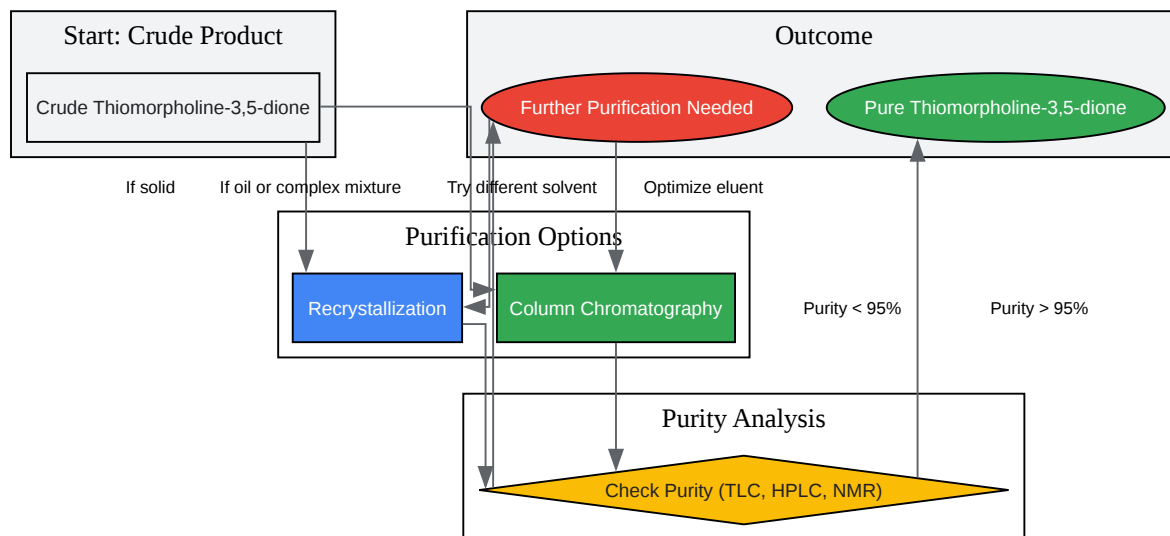 Start: Crude Product
Outcome
Crude Thiomorpholine-3,5-dione
Further Purification Needed
Pure Thiomorpholine-3,5-dione
If solid
If oil or complex mixture
Try different solvent
Optimize eluent
Purification Options
Recrystallization
Column Chromatography
Purity < 95%
Purity > 95%
Purity Analysis
Check Purity (TLC, HPLC, NMR)